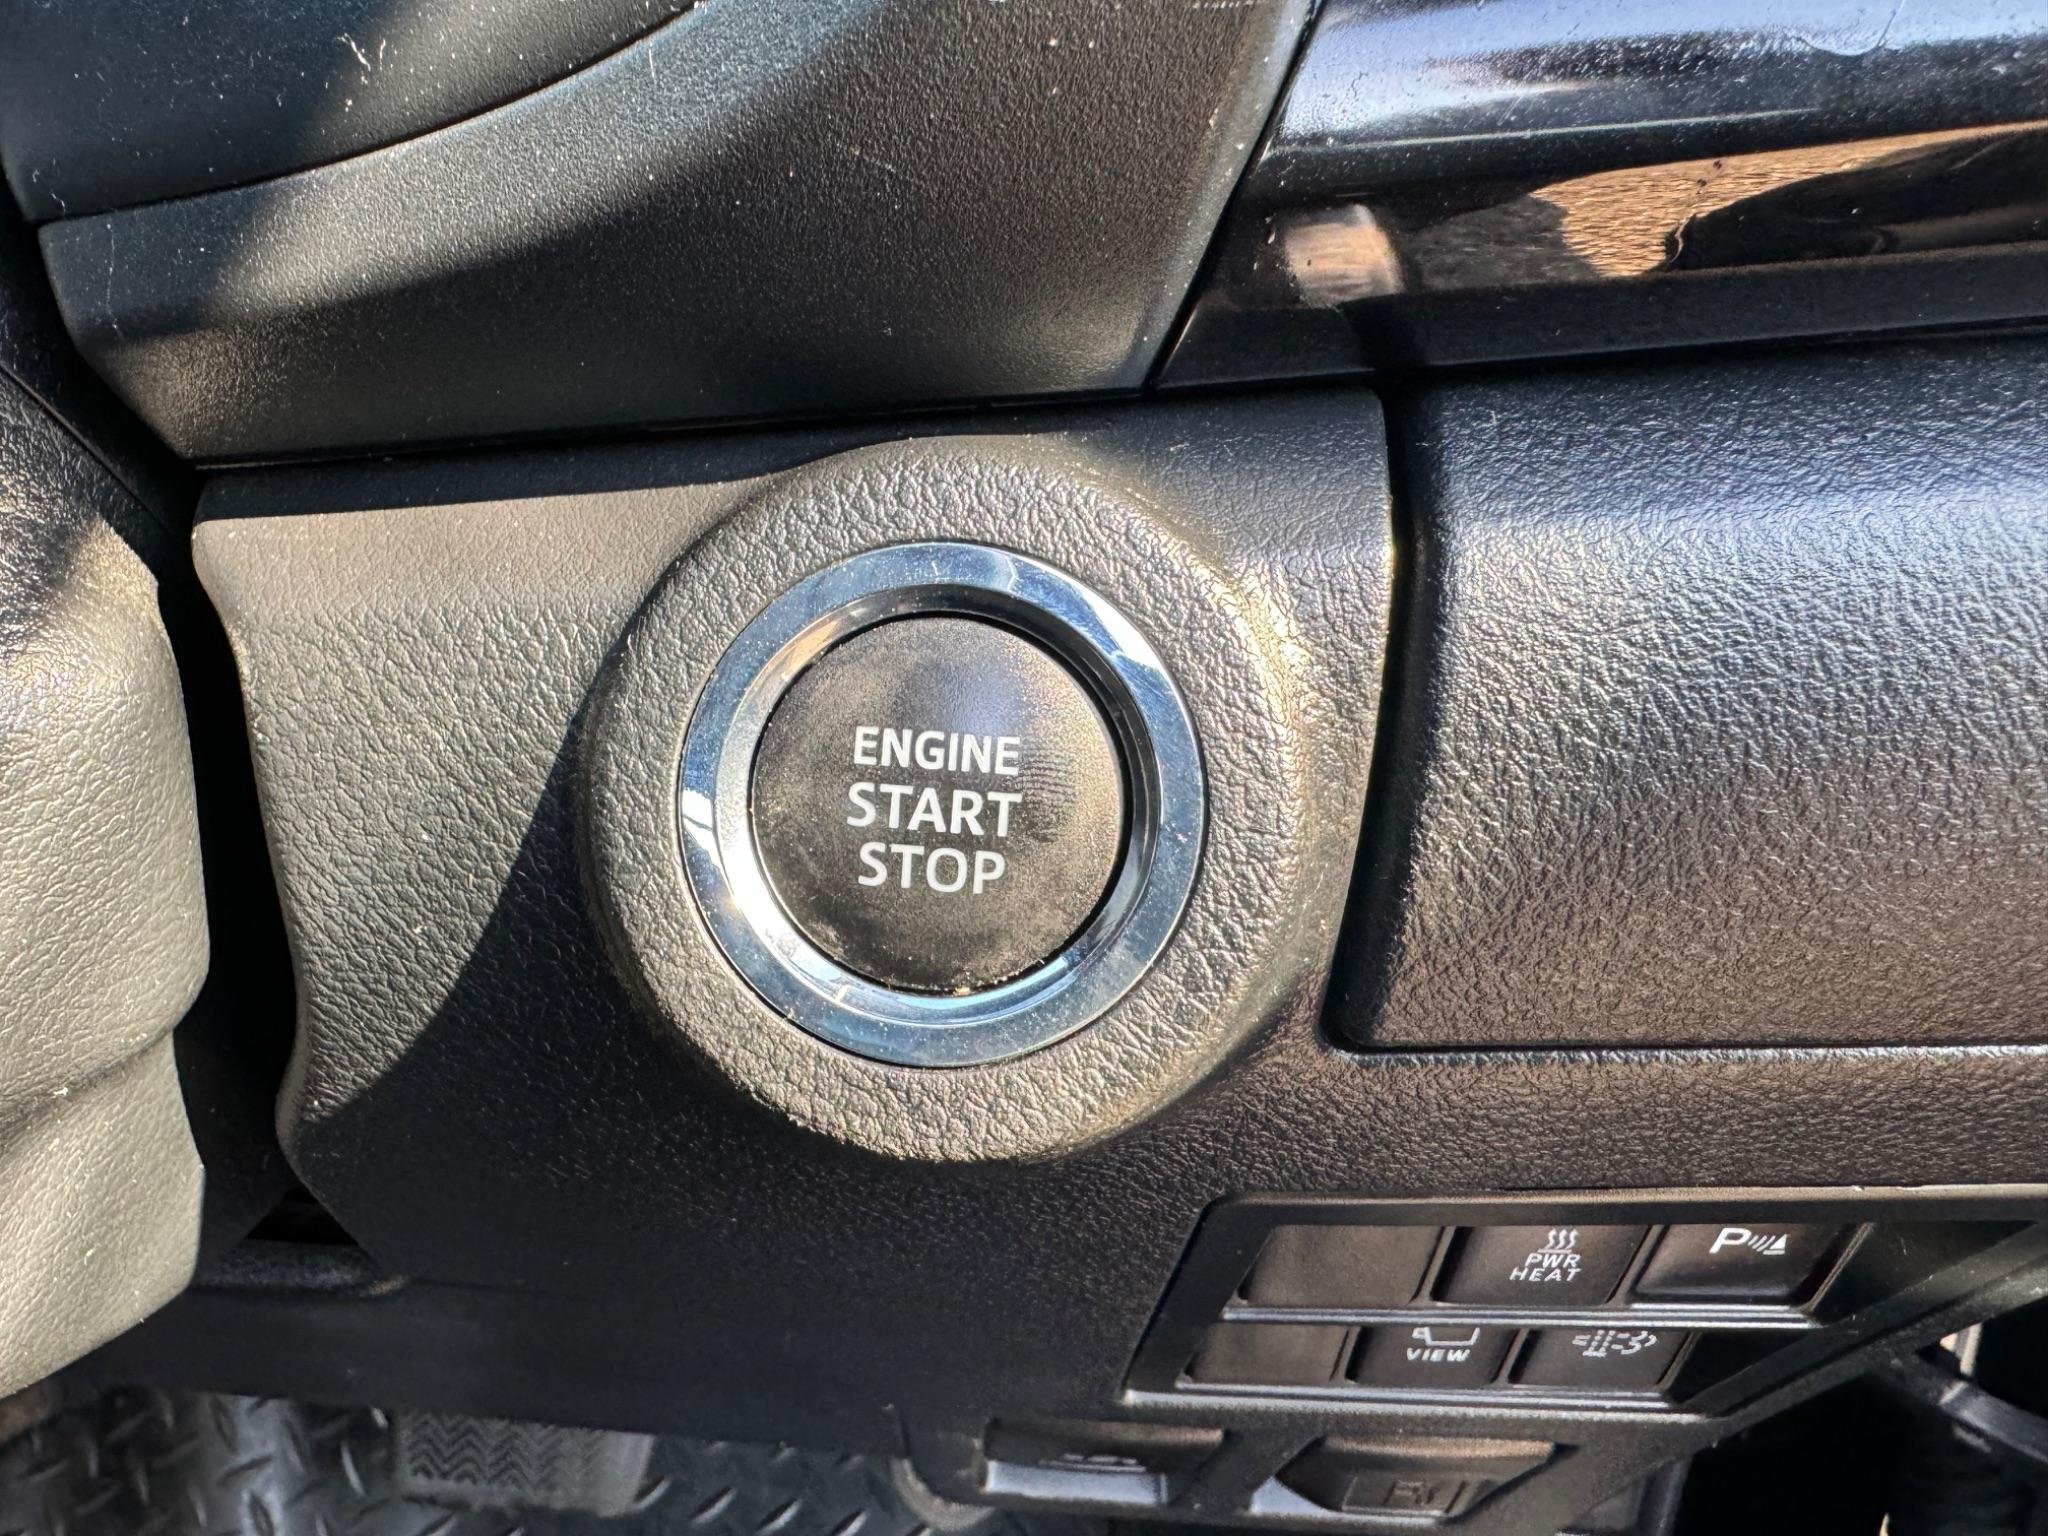 ENGINE
START
STOP
PWR
HEAT
P
VIEW